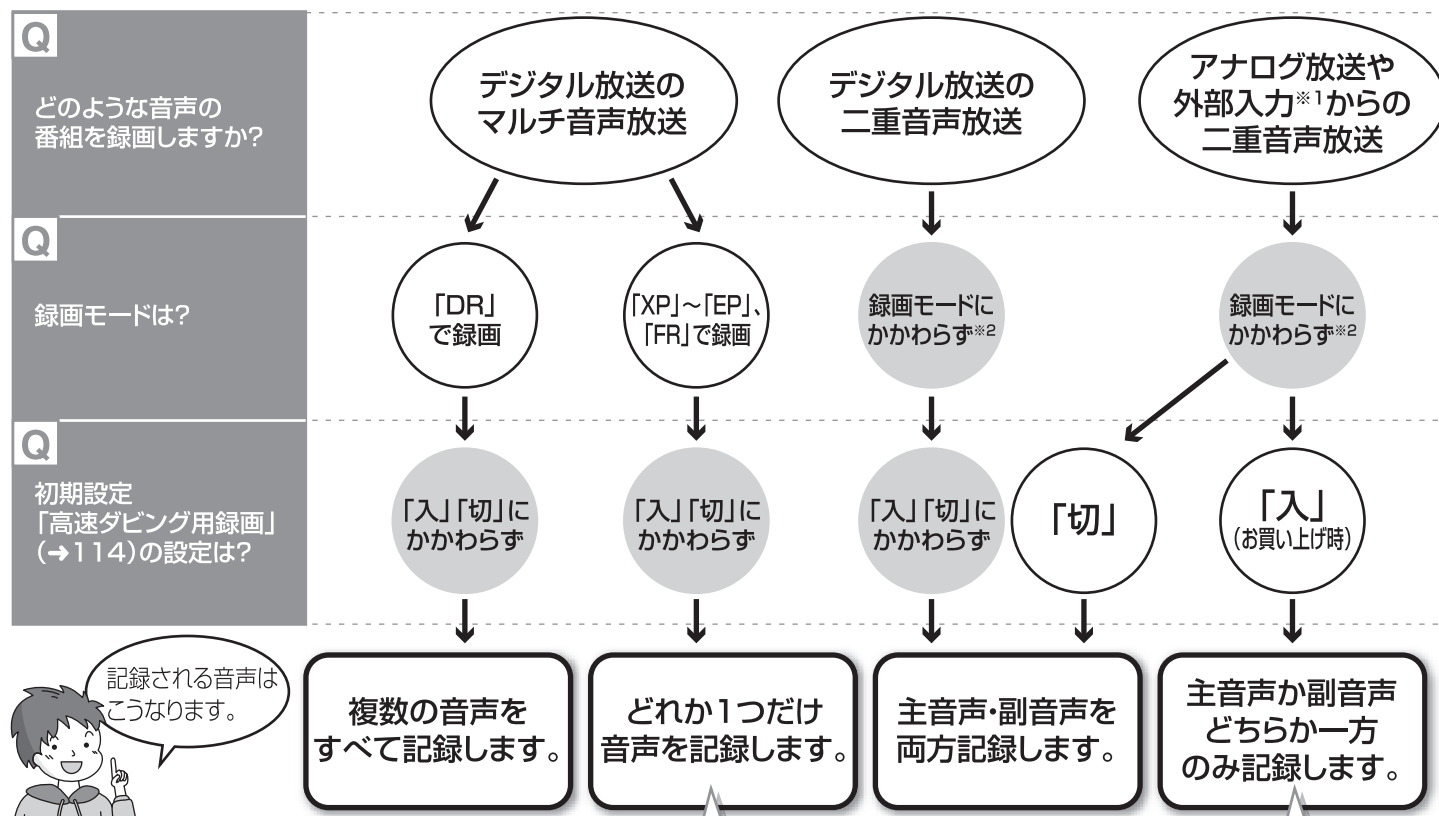 Q
どのような音声の
番組を録画しますか?
デジタル放送の
マルチ音声放送
デジタル放送の
二重音声放送
アナログ放送や
外部入力※1からの
二重音声放送
Q
録画モードは?
「DR」
で録画
「XP」～「EP」、
「FR」で録画
録画モードに
かかわらず※2
録画モードに
かかわらず※2
Q
初期設定
「高速ダビング用録画」
(➜114)の設定は?
「入」「切」に
かかわらず
「入」「切」に
かかわらず
「入」「切」に
かかわらず
「切」
「入」
(お買い上げ時)
記録される音声は
こうなります。
複数の音声を
すべて記録します。
どれか1つだけ
音声を記録します。
主音声・副音声を
両方記録します。
主音声か副音声
どちらか一方
のみ記録します。